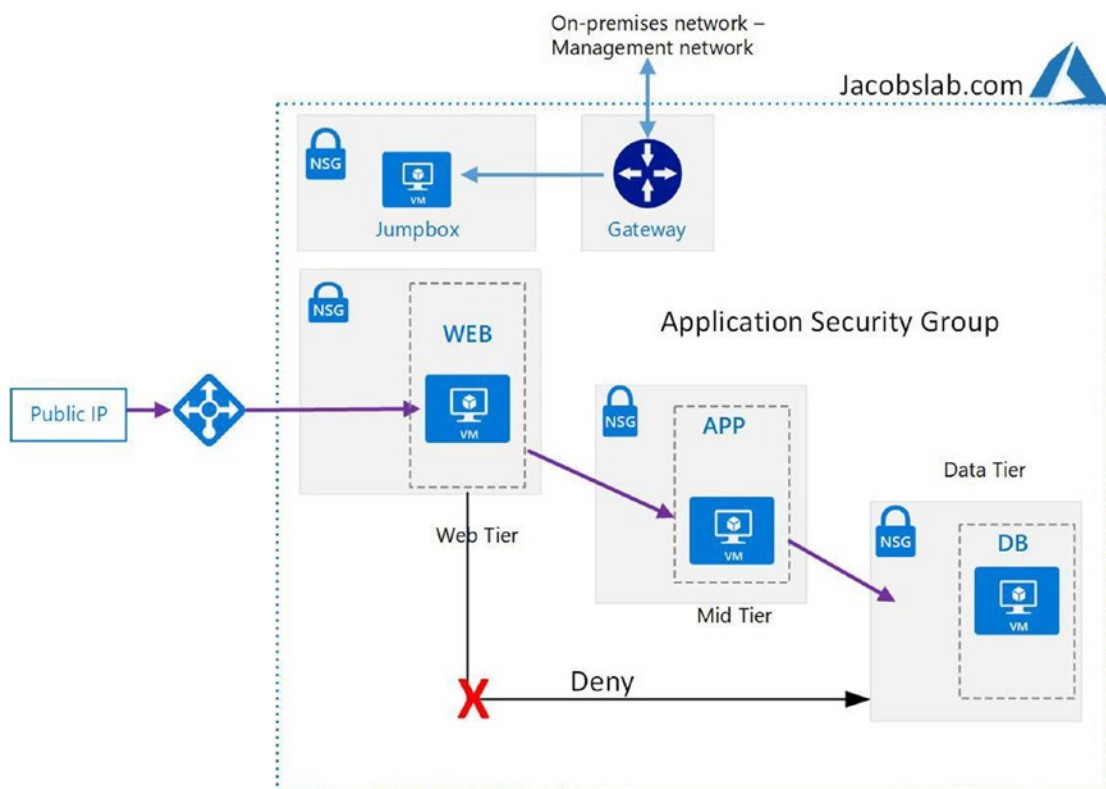 On-premises network –
Management network
Jacobslab.com
NSG
VM
Jumpbox
Gateway
NSG
WEB
VM
Application Security Group
Public IP
NSG
APP
VM
Web Tier
Mid Tier
Data Tier
NSG
DB
VM
Deny
X